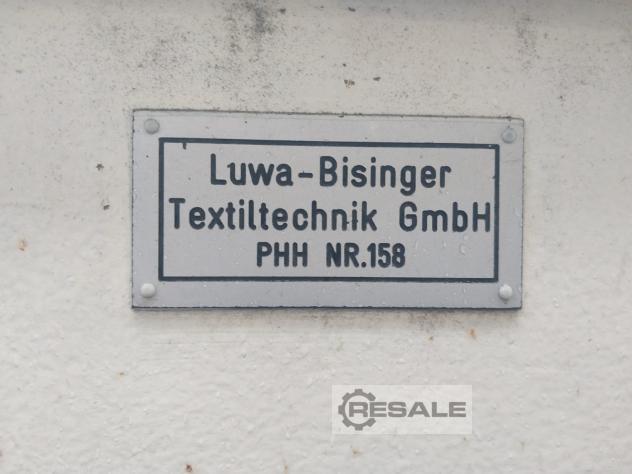 Luwa-Bisinger
Textiltechnik GmbH
PHH NR.158
RESALE